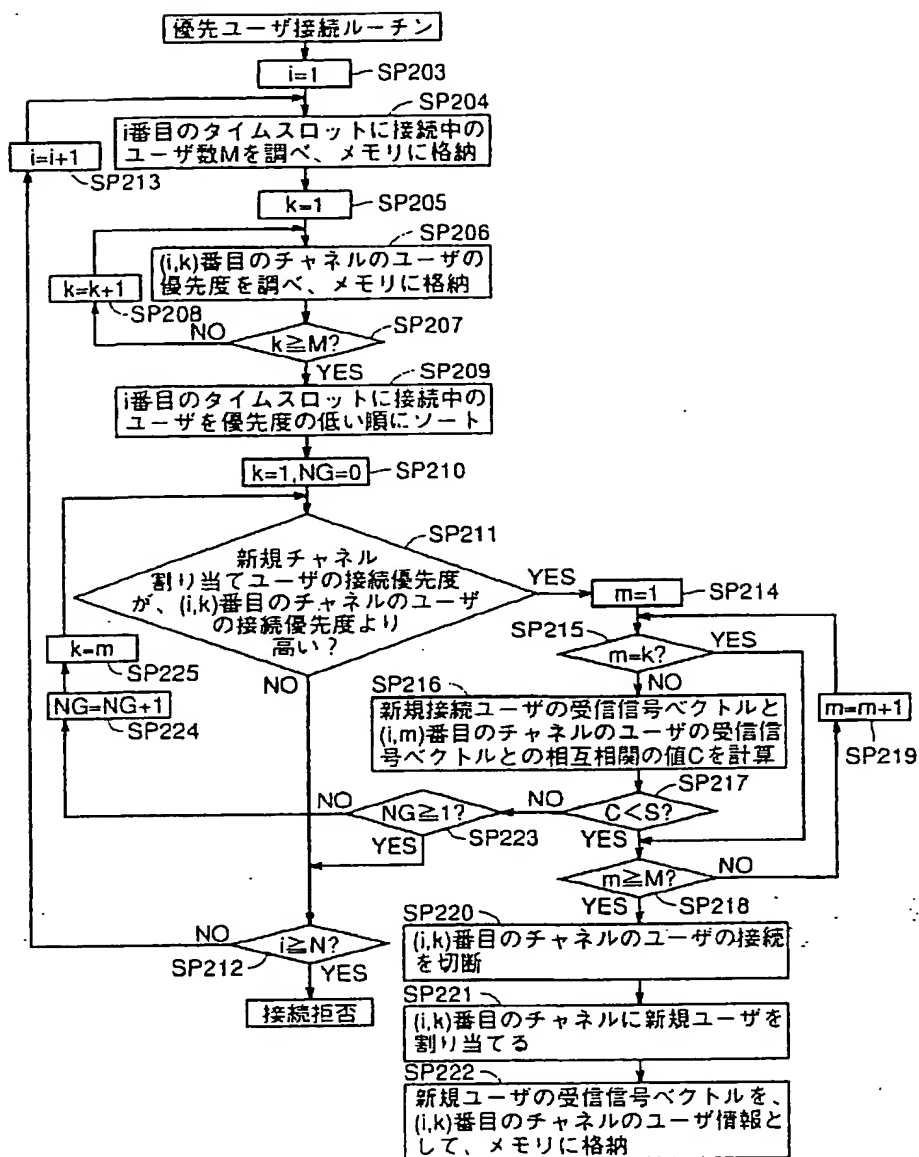 優先ユーザ接続ルーチン
i=1
SP203
SP204
i番目のタイムスロットに接続中の
ユーザ数Mを調べ、メモリに格納
i=i+1
SP213
k=1
SP205
SP206
(i,k)番目のチャネルのユーザの
優先度を調べ、メモリに格納
k=k+1
SP208
NO
SP207
k≧M?
YES
SP209
i番目のタイムスロットに接続中の
ユーザを優先度の低い順にソート
k=1,NG=0
SP210
SP211
新規チャネル
割り当てユーザの接続優先度
が、(i,k)番目のチャネルのユーザ
の接続優先度より
高い?
YES
NO
m=1
SP214
SP215
m=k?
YES
NO
k=m
SP225
NG=NG+1
SP224
SP216
新規接続ユーザの受信信号ベクトルと
(i,m)番目のチャネルのユーザの受信信
号ベクトルとの相互相関の値Cを計算
m=m+1
SP219
SP217
C<S?
NO
YES
NO
NG≧1?
YES
SP223
m≧M?
NO
YES
SP218
NO
i≧N?
SP212
YES
接続拒否
SP220
(i,k)番目のチャネルのユーザの接続
を切断
SP221
(i,k)番目のチャネルに新規ユーザを
割り当てる
SP222
新規ユーザの受信信号ベクトルを、
(i,k)番目のチャネルのユーザ情報と
して、メモリに格納